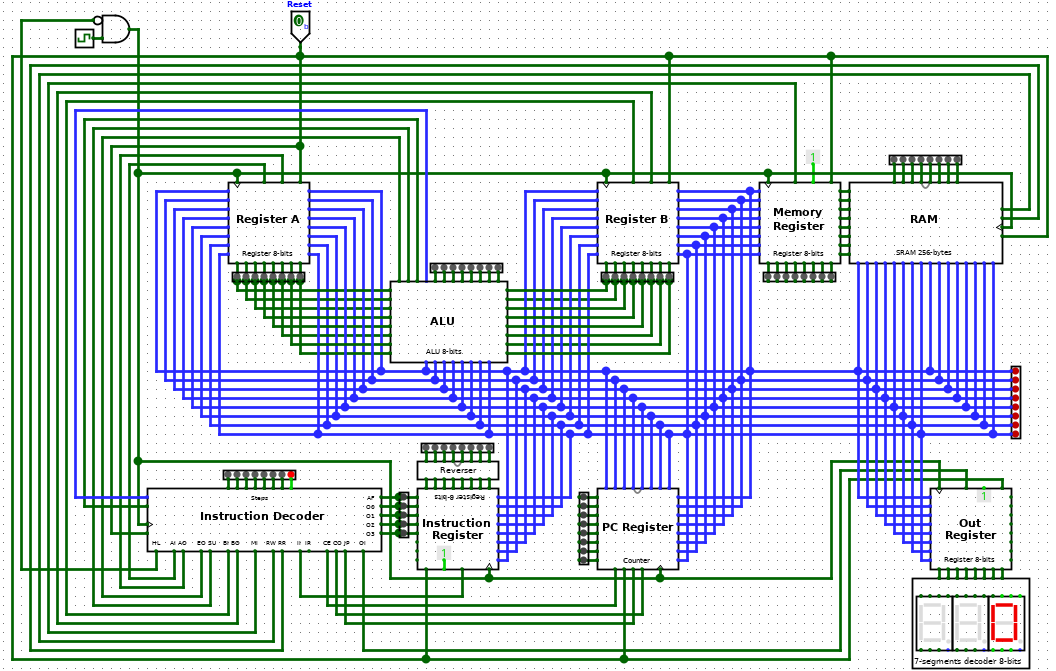 Reset
0
b
1
Register A
Register 8-bits
Register B
Register 8-bits
Memory
Register
Register 8-bits
RAM
SRAM 256-bytes
ALU
ALU 8-bits
Reverser
Steps
Instruction Decoder
AF
O0
O1
O2
O3
HL AI AO EO SU BI BO MI RW RR II IR CE CO JP OI
Register 8-bits
Instruction
Register
1
PC Register
Counter
1
Out
Register
Register 8-bits
0
7-segments decoder 8-bits